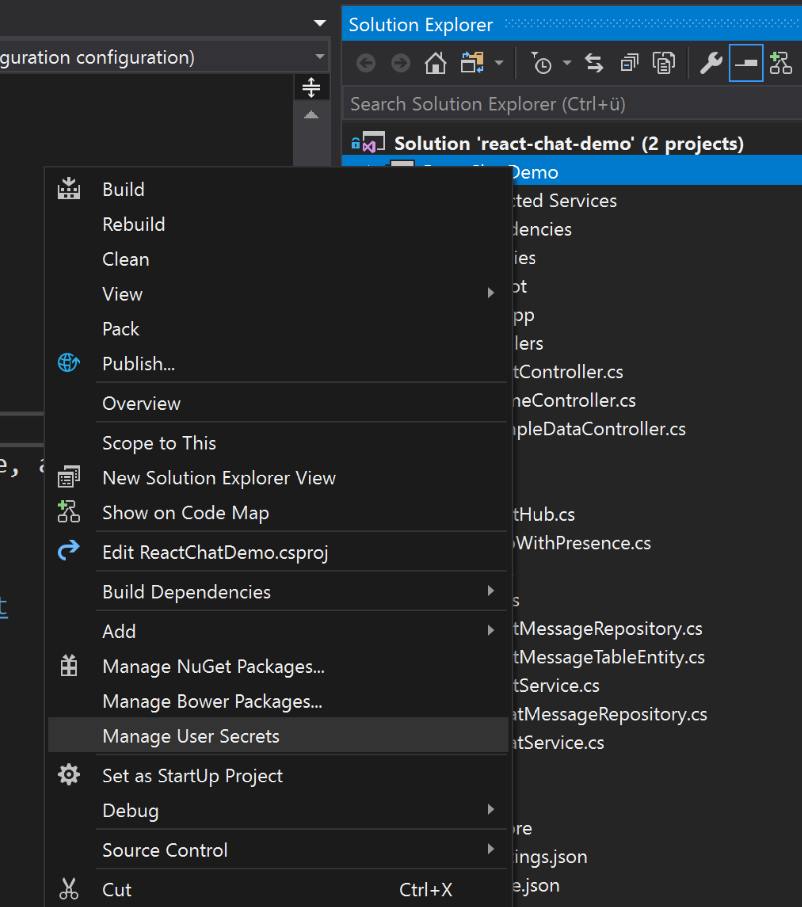 guration configuration)
Solution Explorer
Search Solution Explorer (Ctrl+ü)
Solution 'react-chat-demo' (2 projects)
Demo
cted Services
dencies
ies
ot
pp
llers
tController.cs
meController.cs
npleDataController.cs
tHub.cs
WithPresence.cs
s
tMessageRepository.cs
tMessageTableEntity.cs
tService.cs
atMessageRepository.cs
atService.cs
ore
ings.json
e.json
e, a
t
Build
Rebuild
Clean
View
Pack
Publish...
Overview
Scope to This
New Solution Explorer View
Show on Code Map
Edit ReactChatDemo.csproj
Build Dependencies
Add
Manage NuGet Packages...
Manage Bower Packages...
Manage User Secrets
Set as StartUp Project
Debug
Source Control
Cut Ctrl+X